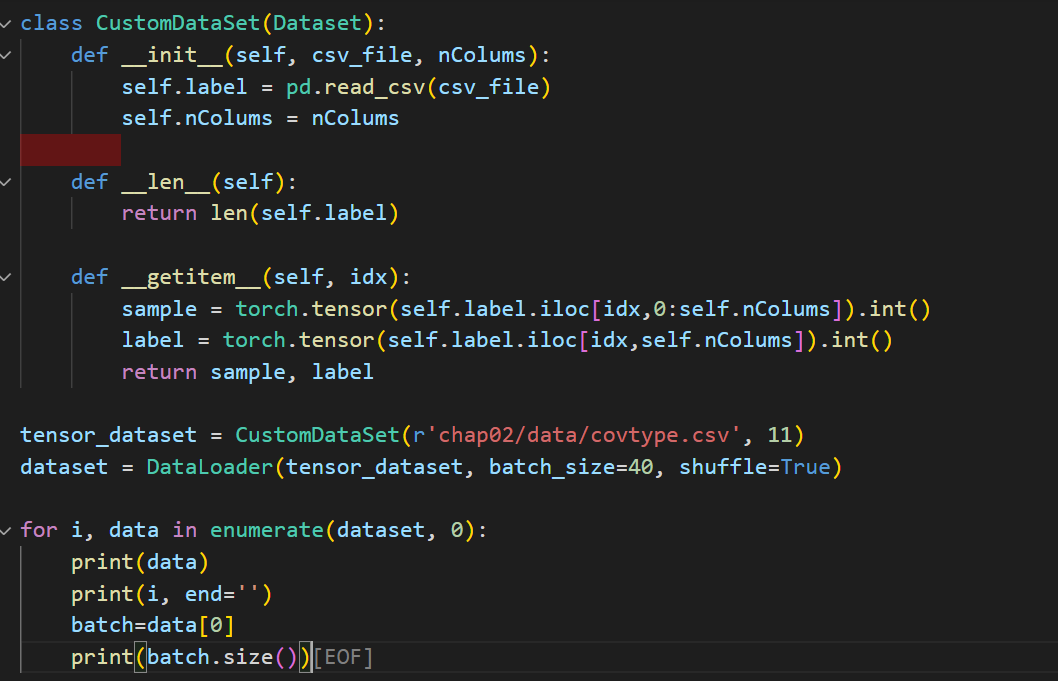 class CustomDataSet(Dataset):
    def __init__(self, csv_file, nColums):
        self.label = pd.read_csv(csv_file)
        self.nColums = nColums
    def __len__(self):
        return len(self.label)
    def __getitem__(self, idx):
        sample = torch.tensor(self.label.iloc[idx,0:self.nColums]).int()
        label = torch.tensor(self.label.iloc[idx,self.nColums]).int()
        return sample, label
tensor_dataset = CustomDataSet(r'chap02/data/covtype.csv', 11)
dataset = DataLoader(tensor_dataset, batch_size=40, shuffle=True)
for i, data in enumerate(dataset, 0):
    print(data)
    print(i, end='')
    batch=data[0]
    print(batch.size())[EOF]